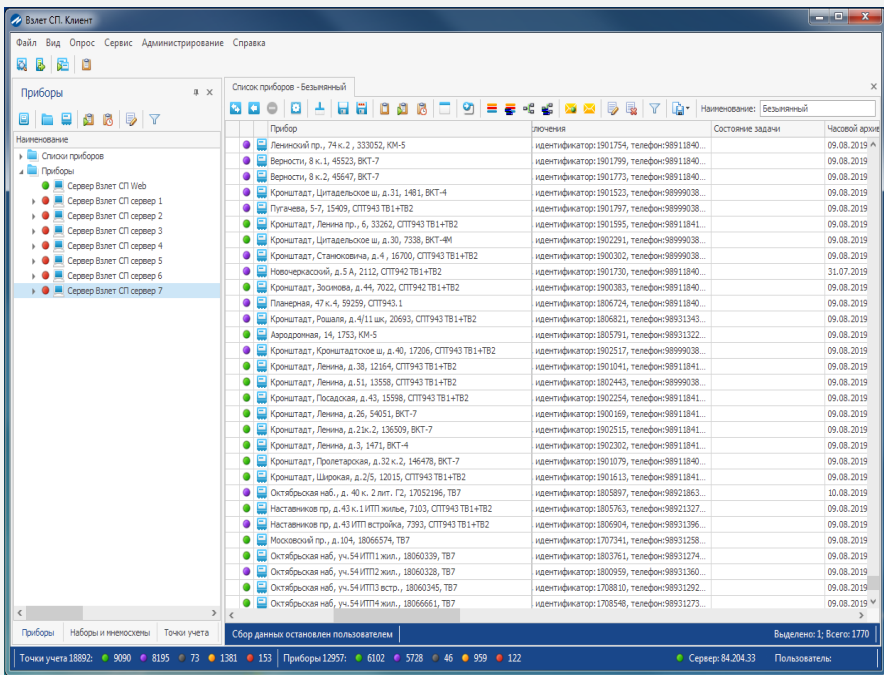 Взлет СП. Клиент
Файл Вид Опрос Сервис Администрирование Справка
Приборы
Наименование
Списки приборов
Приборы
Сервер Взлет СП Web
Сервер Взлет СП сервер 1
Сервер Взлет СП сервер 2
Сервер Взлет СП сервер 3
Сервер Взлет СП сервер 4
Сервер Взлет СП сервер 5
Сервер Взлет СП сервер 6
Сервер Взлет СП сервер 7
Приборы Наборы и мнемосхемы Точки учета
Список приборов - Безымянный
Наименование: Безымянный
Прибор лючения Состояние задачи Часовой архив
Ленинский пр., 74 к.2 , 333052, КМ-5 идентификатор:1901754, телефон:98911840... 09.08.2019
Верности, 8 к.1, 45523, ВКТ-7 идентификатор:1901799, телефон:98911840... 09.08.2019
Верности, 8 к.2, 45647, ВКТ-7 идентификатор:1901773, телефон:98911840... 09.08.2019
Кронштадт, Цитадельское ш, д.31, 1481, ВКТ-4 идентификатор:1901523, телефон:98999038... 09.08.2019
Пугачева, 5-7, 15409, СПТ943 ТВ1+ТВ2 идентификатор:1901797, телефон:98999038... 09.08.2019
Кронштадт, Ленина пр., 6, 33262, СПТ943 ТВ1+ТВ2 идентификатор:1901595, телефон:98911841... 09.08.2019
Кронштадт, Цитадельское ш, д.30, 7338, ВКТ-4М идентификатор:1902291, телефон:98999038... 09.08.2019
Кронштадт, Станюковича, д.4 , 16700, СПТ943 ТВ1+ТВ2 идентификатор:1900302, телефон:98999038... 09.08.2019
Новочеркасский, д.5 А, 2112, СПТ942 ТВ1+ТВ2 идентификатор:1901730, телефон:98911840... 31.07.2019
Кронштадт, Зосимова, д.44, 7022, СПТ942 ТВ1+ТВ2 идентификатор:1900383, телефон:98911840... 09.08.2019
Планерная, 47 к.4, 59259, СПТ943.1 идентификатор:1806724, телефон:98911840... 09.08.2019
Кронштадт, Рошаля, д.4/11 шк, 20693, СПТ943 ТВ1+ТВ2 идентификатор:1806821, телефон:98931343... 09.08.2019
Аэродромная, 14, 1753, КМ-5 идентификатор:1805791, телефон:98931322... 09.08.2019
Кронштадт, Кронштадтское ш, д.40, 17206, СПТ943 ТВ1+ТВ2 идентификатор:1902517, телефон:98999038... 09.08.2019
Кронштадт, Ленина, д.38, 12164, СПТ943 ТВ1+ТВ2 идентификатор:1901041, телефон:98911841... 09.08.2019
Кронштадт, Ленина, д.51, 13558, СПТ943 ТВ1+ТВ2 идентификатор:1802443, телефон:98999038... 09.08.2019
Кронштадт, Посадская, д.43, 15598, СПТ943 ТВ1+ТВ2 идентификатор:1902254, телефон:98911841... 09.08.2019
Кронштадт, Ленина, д.26, 54051, ВКТ-7 идентификатор:1900169, телефон:98911841... 09.08.2019
Кронштадт, Ленина, д.21к.2, 136509, ВКТ-7 идентификатор:1902515, телефон:98911841... 09.08.2019
Кронштадт, Ленина, д.3, 1471, ВКТ-4 идентификатор:1902302, телефон:98911841... 09.08.2019
Кронштадт, Пролетарская, д.32 к.2, 146478, ВКТ-7 идентификатор:1901079, телефон:98911840... 09.08.2019
Кронштадт, Широкая, д.2/5, 12015, СПТ943 ТВ1+ТВ2 идентификатор:1901613, телефон:98911841... 09.08.2019
Октябрьская наб., д. 40 к. 2 лит. Г2, 17052196, ТВ7 идентификатор:1805897, телефон:98921863... 10.08.2019
Наставников пр, д.43 к.1 ИТП жилье, 7103, СПТ943 ТВ1+ТВ2 идентификатор:1805763, телефон:98921327... 09.08.2019
Наставников пр, д.43 ИТП встройка, 7393, СПТ943 ТВ1+ТВ2 идентификатор:1806904, телефон:98931396... 09.08.2019
Московский пр., д.104, 18066574, ТВ7 идентификатор:1707341, телефон:98931258... 09.08.2019
Октябрьская наб, уч.54 ИТП1 жил., 18060339, ТВ7 идентификатор:1803761, телефон:98931274... 09.08.2019
Октябрьская наб, уч.54 ИТП2 жил., 18060328, ТВ7 идентификатор:1800959, телефон:98931360... 09.08.2019
Октябрьская наб, уч.54 ИТП3 встр., 18060345, ТВ7 идентификатор:1708810, телефон:98931292... 09.08.2019
Октябрьская наб, уч.54 ИТП4 жил., 18066661, ТВ7 идентификатор:1708548, телефон:98931273... 09.08.2019
Сбор данных остановлен пользователем Выделено: 1; Всего: 1770
Точки учета 18892: 9090 8195 73 1381 153 Приборы 12957: 6102 5728 46 959 122 Сервер: 84.204.33 Пользователь: